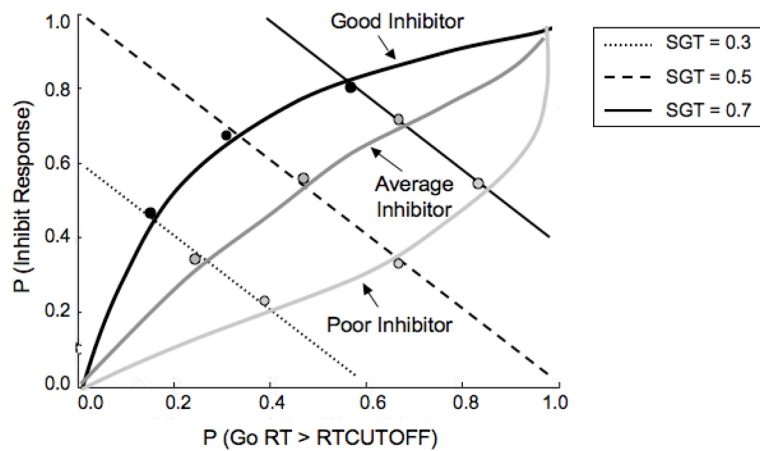 1.0
0.8
0.6
0.4
0.2
0.0
P (Inhibit Response)
Good Inhibitor
Average
Inhibitor
Poor Inhibitor
0.0 0.2 0.4 0.6 0.8 1.0
P (Go RT > RTCUTOFF)
SGT = 0.3
SGT = 0.5
SGT = 0.7